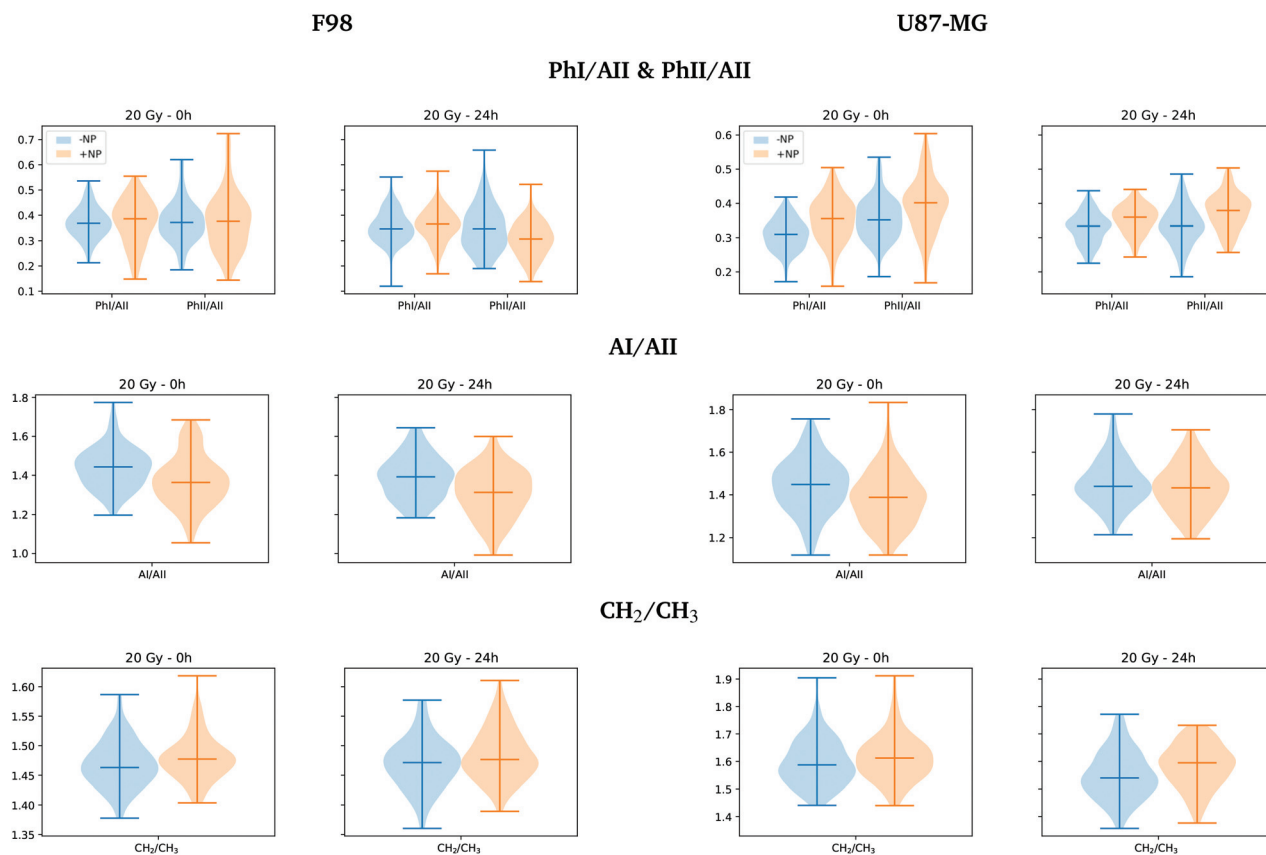 F98
U87-MG
PhI/AII & PhII/AII
20 Gy - 0h
20 Gy - 24h
20 Gy - 0h
20 Gy - 24h
0.7
0.6
0.5
0.4
0.3
0.2
0.1
-NP
+NP
PhI/AII
PhII/AII
PhI/AII
PhII/AII
0.6
0.5
0.4
0.3
0.2
-NP
+NP
PhI/AII
PhII/AII
PhI/AII
PhII/AII
AI/AII
20 Gy - 0h
20 Gy - 24h
20 Gy - 0h
20 Gy - 24h
1.8
1.6
1.4
1.2
1.0
AI/AII
AI/AII
1.8
1.6
1.4
1.2
AI/AII
AI/AII
CH₂/CH₃
20 Gy - 0h
20 Gy - 24h
20 Gy - 0h
20 Gy - 24h
1.60
1.55
1.50
1.45
1.40
1.35
CH₂/CH₃
CH₂/CH₃
1.9
1.8
1.7
1.6
1.5
1.4
CH₂/CH₃
CH₂/CH₃